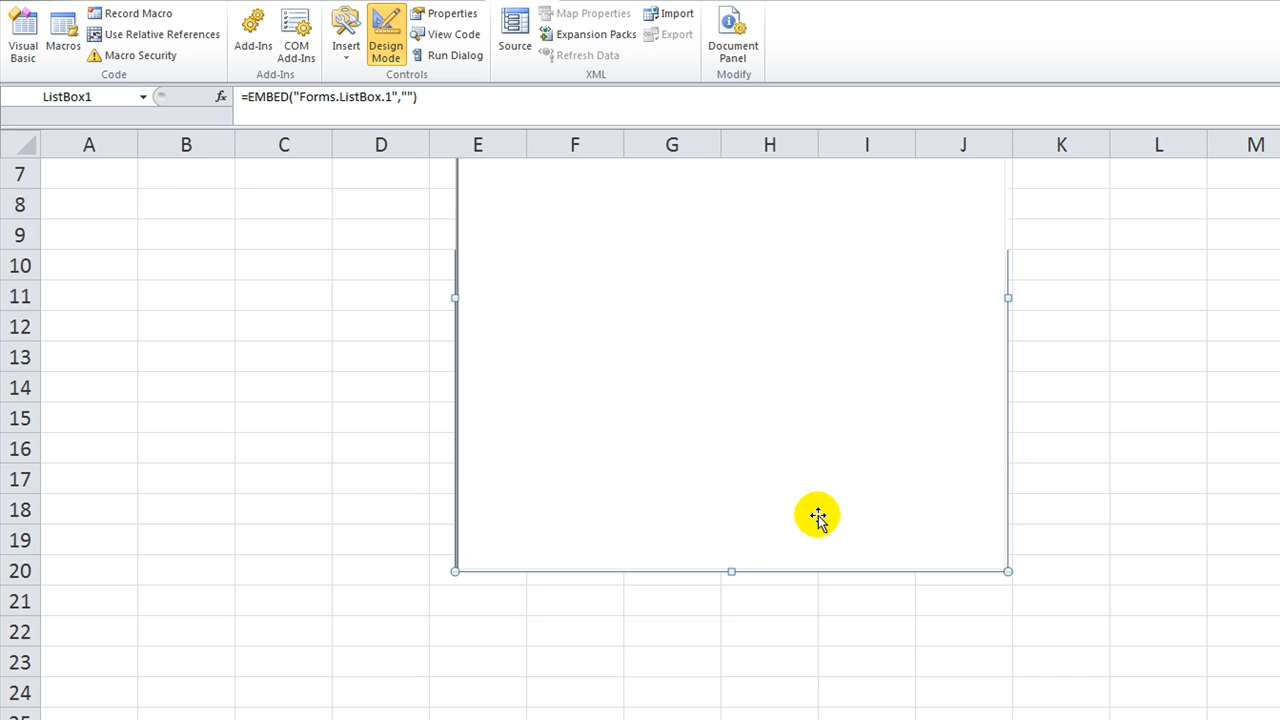 Visual Basic
Macros
Record Macro
Use Relative References
Macro Security
Code
Add-Ins
COM Add-Ins
Add-Ins
Insert
Design Mode
Properties
View Code
Run Dialog
Controls
Source
Map Properties
Expansion Packs
Refresh Data
Import
Export
XML
Document Panel
Modify
ListBox1
fx
=EMBED("Forms.ListBox.1","")
A B C D E F G H I J K L M
7
8
9
10
11
12
13
14
15
16
17
18
19
20
21
22
23
24